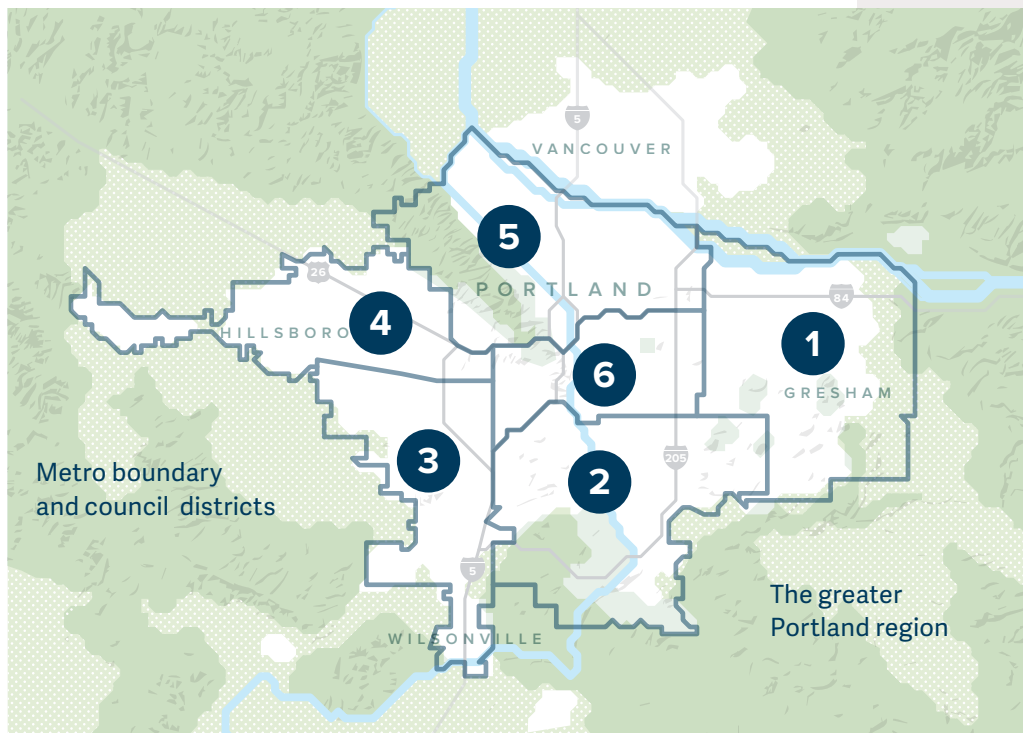 5
VANCOUVER
5
PORTLAND
26
84
4
HILLSBORO
1
6
GRESHAM
3
205
2
Metro boundary
and council districts
5
The greater
Portland region
WILSONVILLE